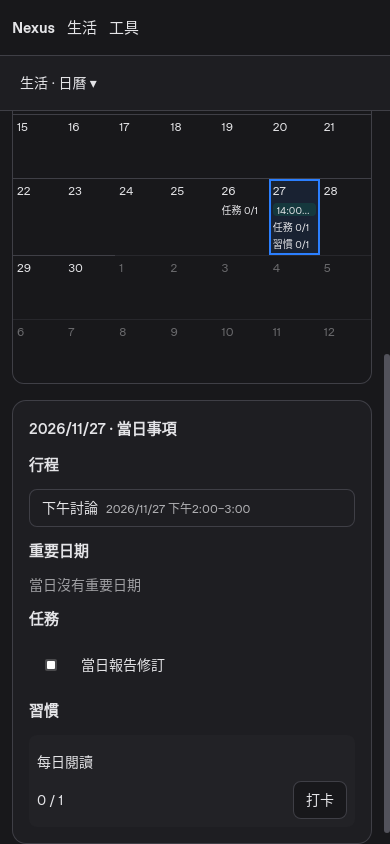 Nexus 生活 工具
生活 · 日曆 ▾
15 16 17 18 19 20 21
22 23 24 25 26 27 28
任務 0/1 14:00...
任務 0/1
習慣 0/1
29 30 1 2 3 4 5
6 7 8 9 10 11 12
2026/11/27 · 當日事項
行程
下午討論 2026/11/27 下午2:00–3:00
重要日期
當日沒有重要日期
任務
當日報告修訂
習慣
每日閱讀
0 / 1 打卡